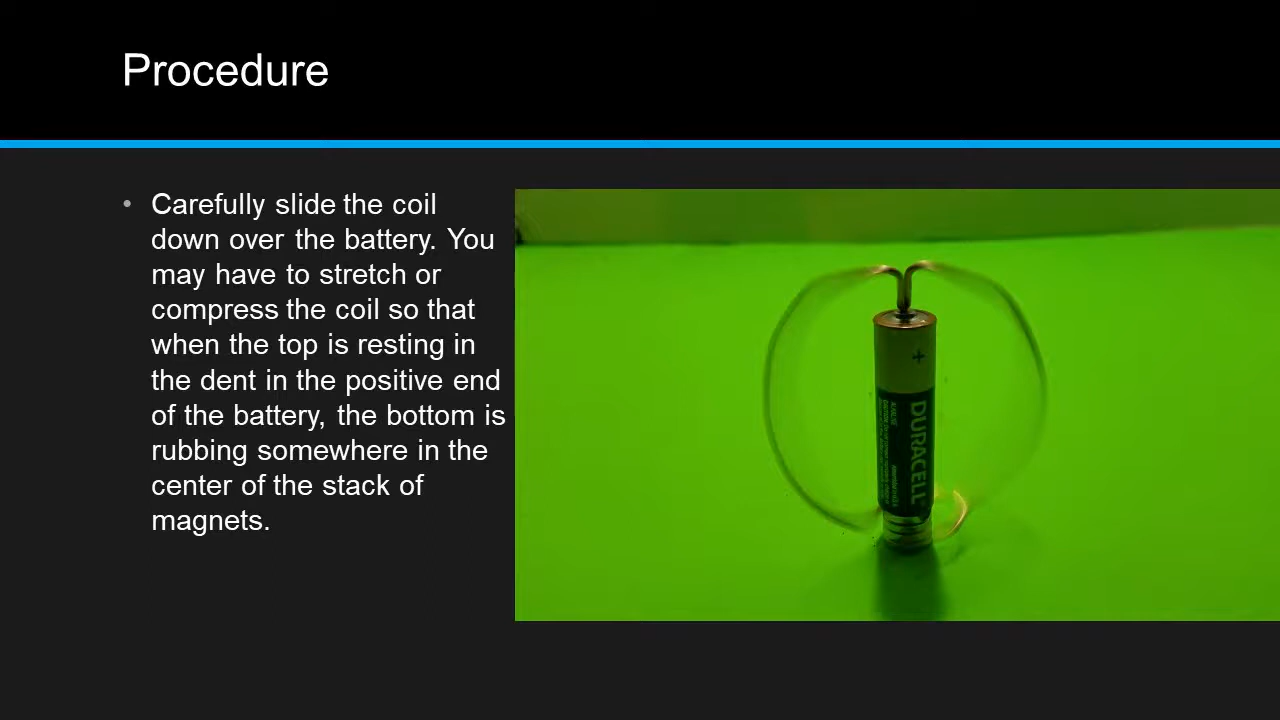 Procedure
• Carefully slide the coil
down over the battery. You
may have to stretch or
compress the coil so that
when the top is resting in
the dent in the positive end
of the battery, the bottom is
rubbing somewhere in the
center of the stack of
magnets.
+
DURACELL